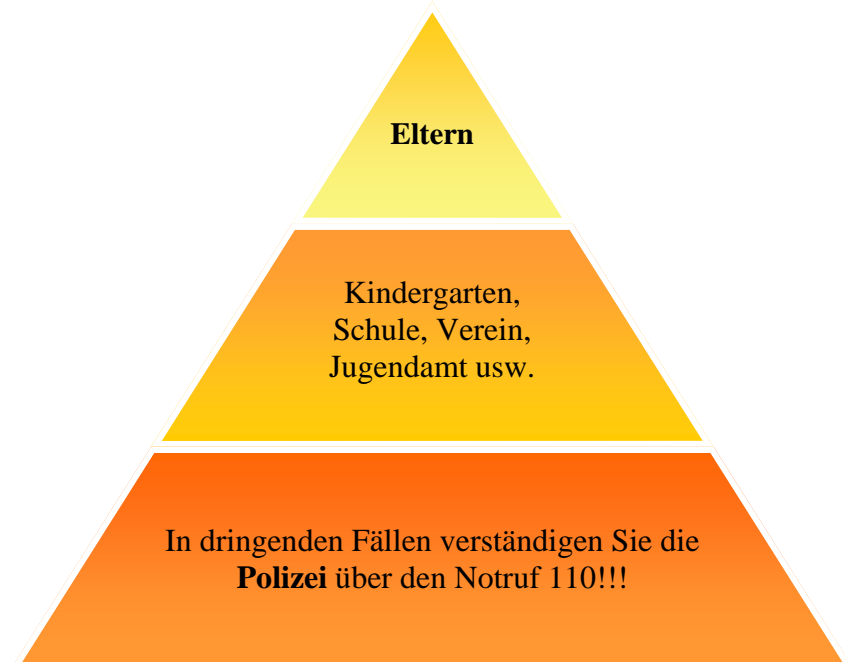 Eltern
Kindergarten,
Schule, Verein,
Jugendamt usw.
In dringenden Fällen verständigen Sie die
Polizei über den Notruf 110!!!